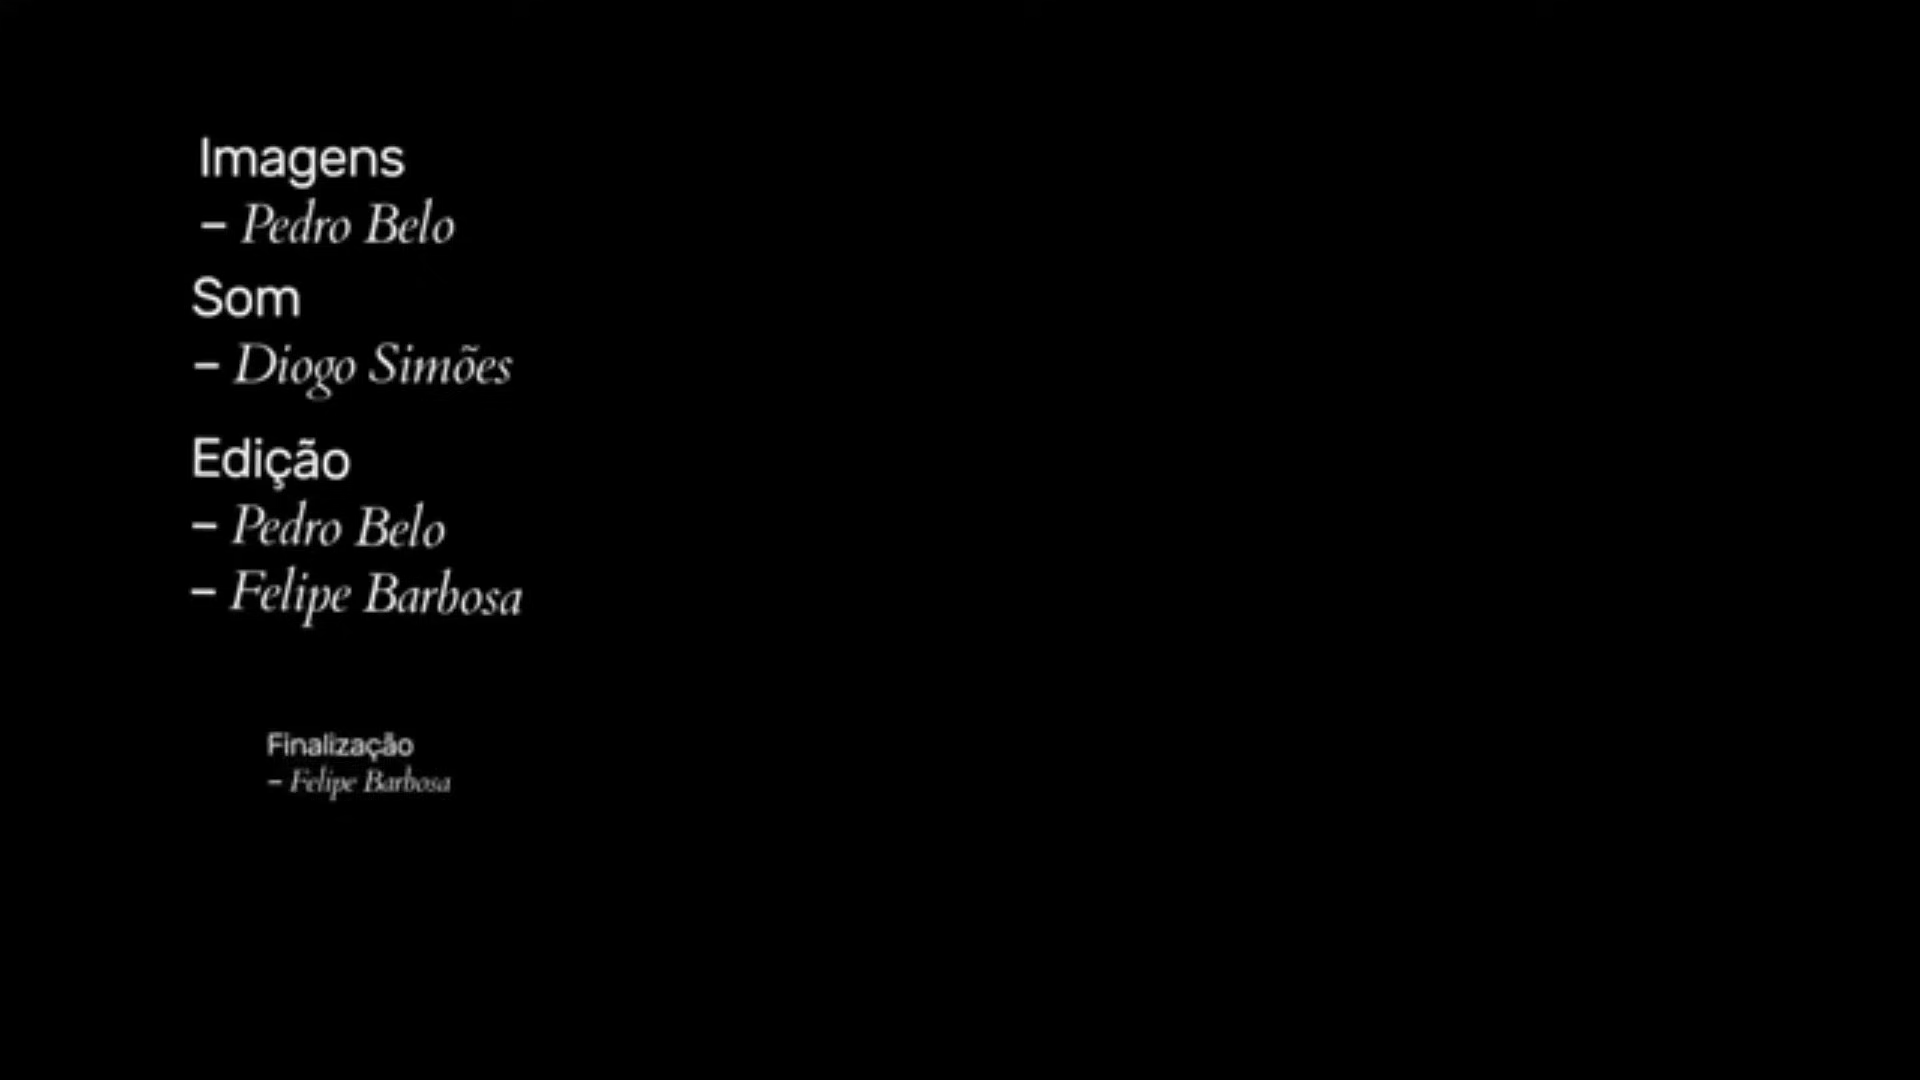 Imagens
– Pedro Belo
Som
– Diogo Simões
Edição
– Pedro Belo
– Felipe Barbosa
Finalização
– Felipe Barbosa